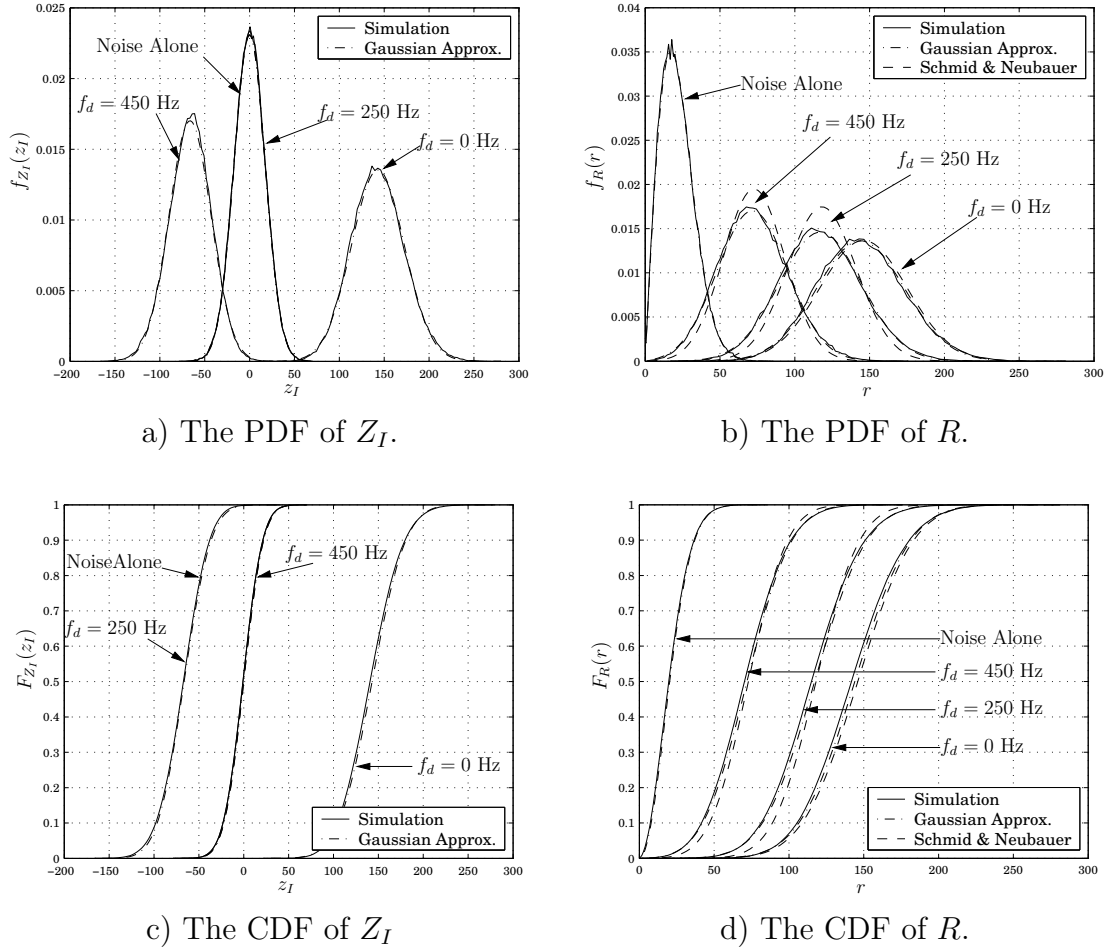 0.025
0.02
0.015
0.01
0.005
0
−200 −150 −100 −50 0 50 100 150 200 250 300
f_{Z_I}(z_I)
z_I
Simulation
Gaussian Approx.
Noise Alone
f_d = 450 Hz
f_d = 250 Hz
f_d = 0 Hz
a) The PDF of Z_I.
0.04
0.035
0.03
0.025
0.02
0.015
0.01
0.005
0
0 50 100 150 200 250 300
f_R(r)
r
Simulation
Gaussian Approx.
Schmid & Neubauer
Noise Alone
f_d = 450 Hz
f_d = 250 Hz
f_d = 0 Hz
b) The PDF of R.
1
0.9
0.8
0.7
0.6
0.5
0.4
0.3
0.2
0.1
0
−200 −150 −100 −50 0 50 100 150 200 250 300
F_{Z_I}(z_I)
z_I
NoiseAlone
f_d = 450 Hz
f_d = 250 Hz
f_d = 0 Hz
Simulation
Gaussian Approx.
c) The CDF of Z_I
1
0.9
0.8
0.7
0.6
0.5
0.4
0.3
0.2
0.1
0
0 50 100 150 200 250 300
F_R(r)
r
Noise Alone
f_d = 450 Hz
f_d = 250 Hz
f_d = 0 Hz
Simulation
Gaussian Approx.
Schmid & Neubauer
d) The CDF of R.